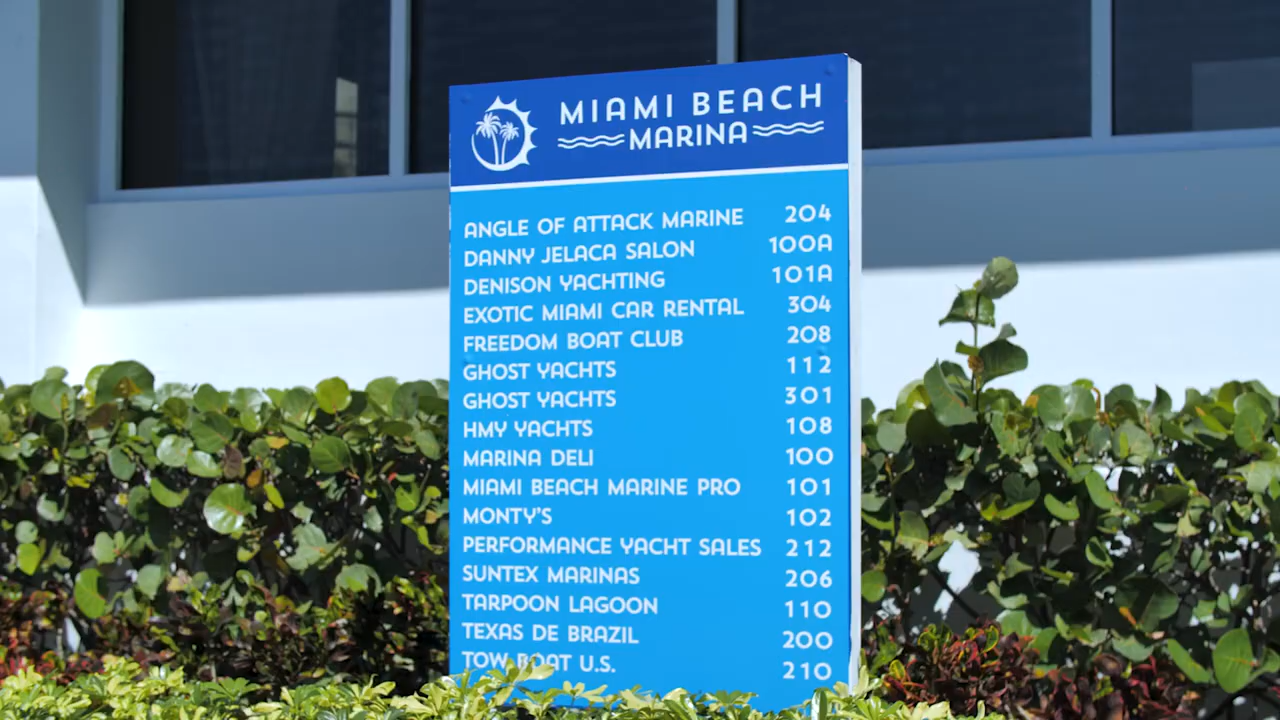 MIAMI BEACH
MARINA
ANGLE OF ATTACK MARINE 204
DANNY JELACA SALON 100A
DENISON YACHTING 101A
EXOTIC MIAMI CAR RENTAL 304
FREEDOM BOAT CLUB 208
GHOST YACHTS 112
GHOST YACHTS 301
HMY YACHTS 108
MARINA DELI 100
MIAMI BEACH MARINE PRO 101
MONTY'S 102
PERFORMANCE YACHT SALES 212
SUNTEX MARINAS 206
TARPOON LAGOON 110
TEXAS DE BRAZIL 200
TOW BOAT U.S. 210